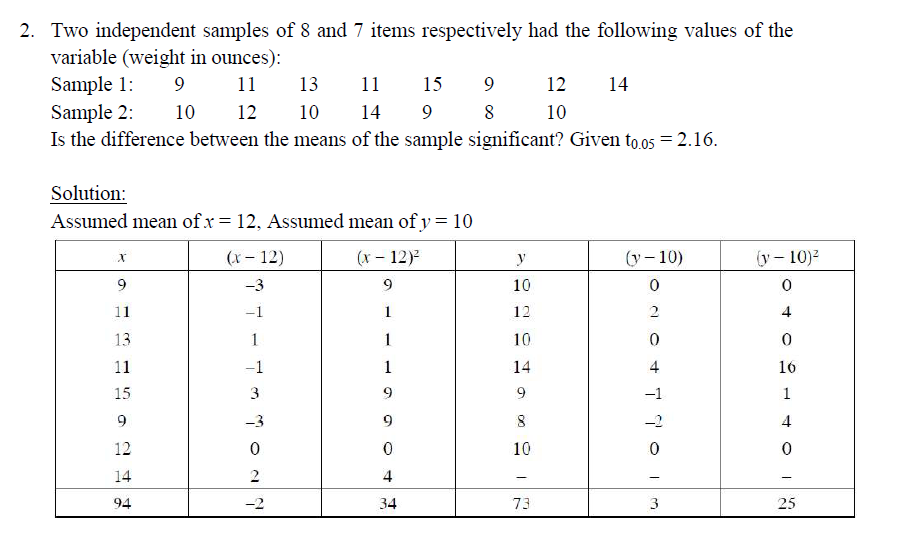 2. Two independent samples of 8 and 7 items respectively had the following values of the
variable (weight in ounces):
Sample 1: 9 11 13 11 15 9 12 14
Sample 2: 10 12 10 14 9 8 10
Is the difference between the means of the sample significant? Given t0.05 = 2.16.
Solution:
Assumed mean of x = 12, Assumed mean of y = 10
x (x – 12) (x – 12)² y (y – 10) (y – 10)²
9 –3 9 10 0 0
11 –1 1 12 2 4
13 1 1 10 0 0
11 –1 1 14 4 16
15 3 9 9 –1 1
9 –3 9 8 –2 4
12 0 0 10 0 0
14 2 4 – – –
94 –2 34 73 3 25